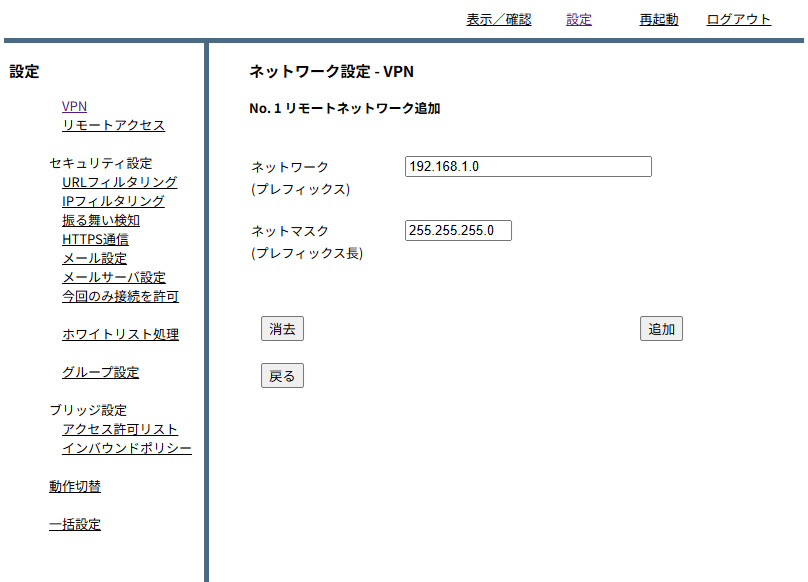 表示／確認 設定 再起動 ログアウト
設定
VPN
リモートアクセス
セキュリティ設定
URLフィルタリング
IPフィルタリング
振る舞い検知
HTTPS通信
メール設定
メールサーバ設定
今回のみ接続を許可
ホワイトリスト処理
グループ設定
ブリッジ設定
アクセス許可リスト
インバウンドポリシー
動作切替
一括設定
ネットワーク設定 - VPN
No. 1 リモートネットワーク追加
ネットワーク 192.168.1.0
(プレフィックス)
ネットマスク 255.255.255.0
(プレフィックス長)
消去 追加
戻る